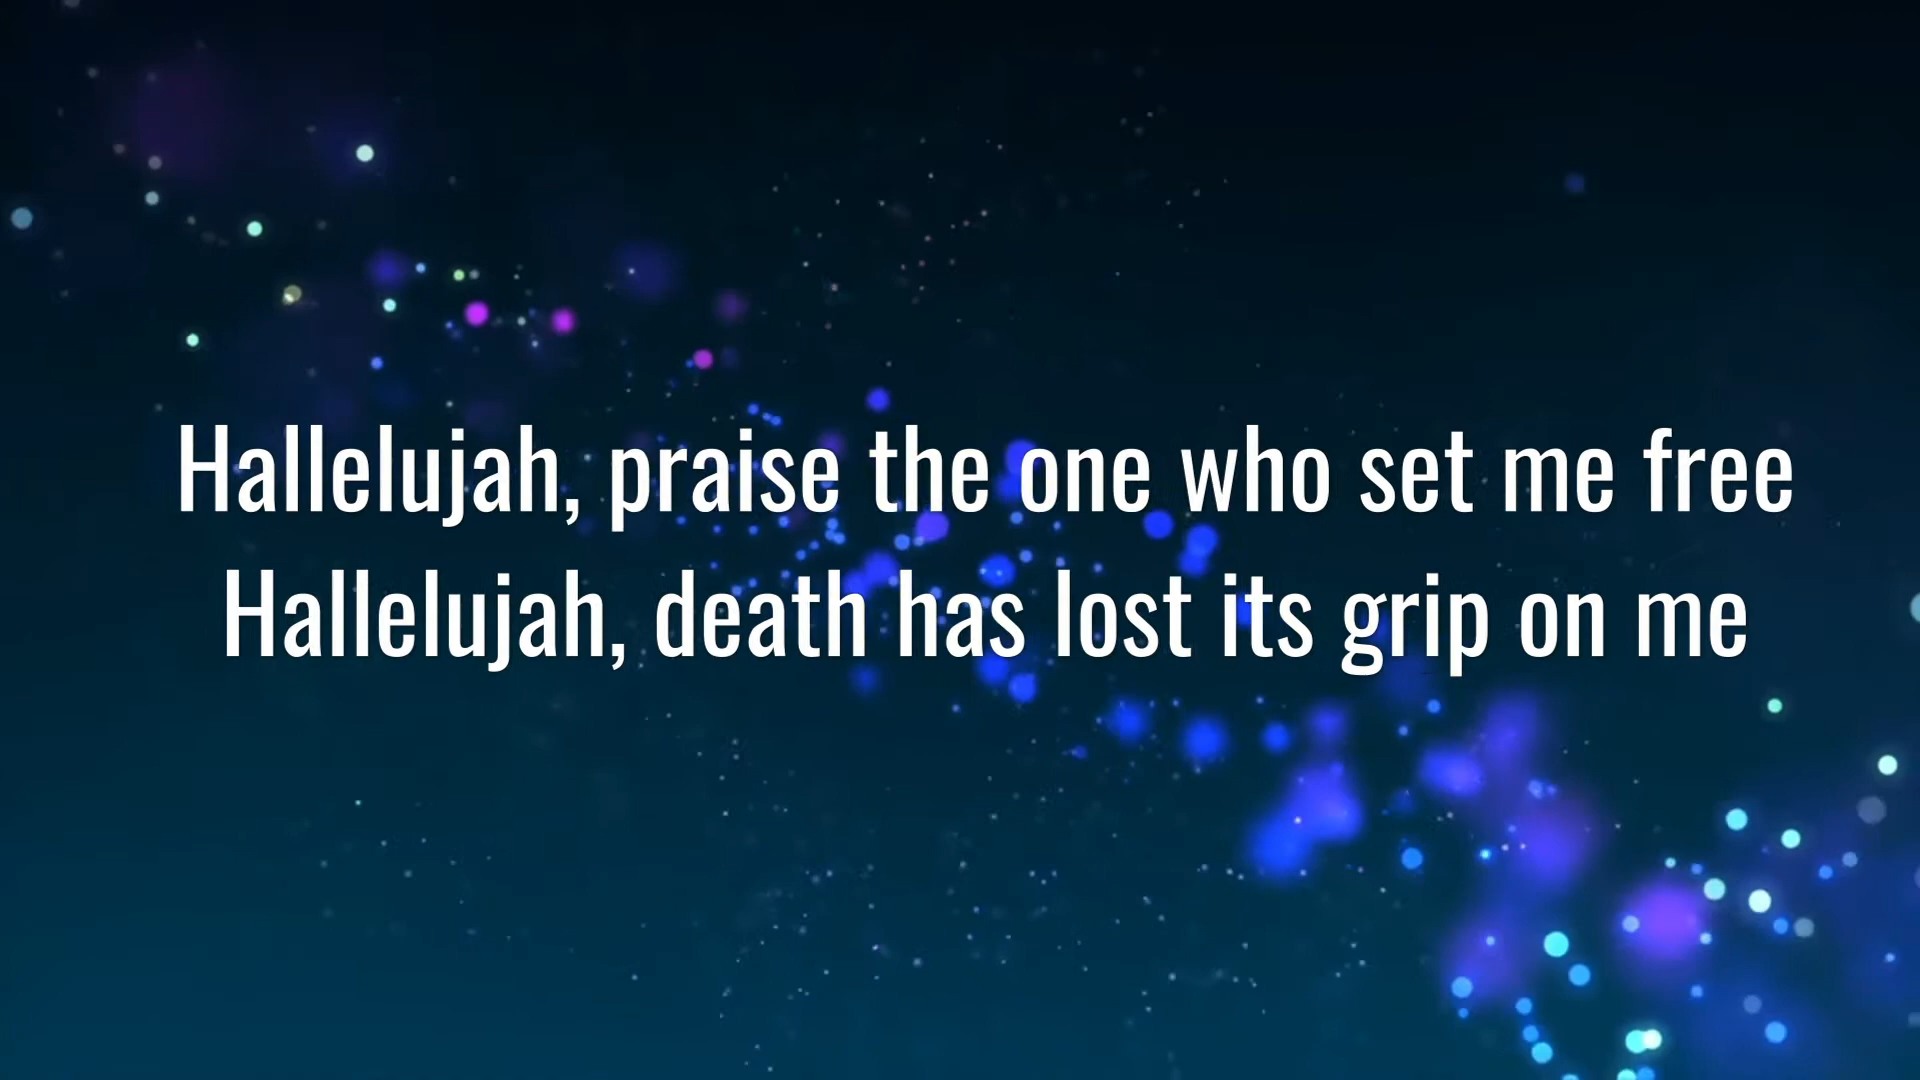 Hallelujah, praise the one who set me free
Hallelujah, death has lost its grip on me